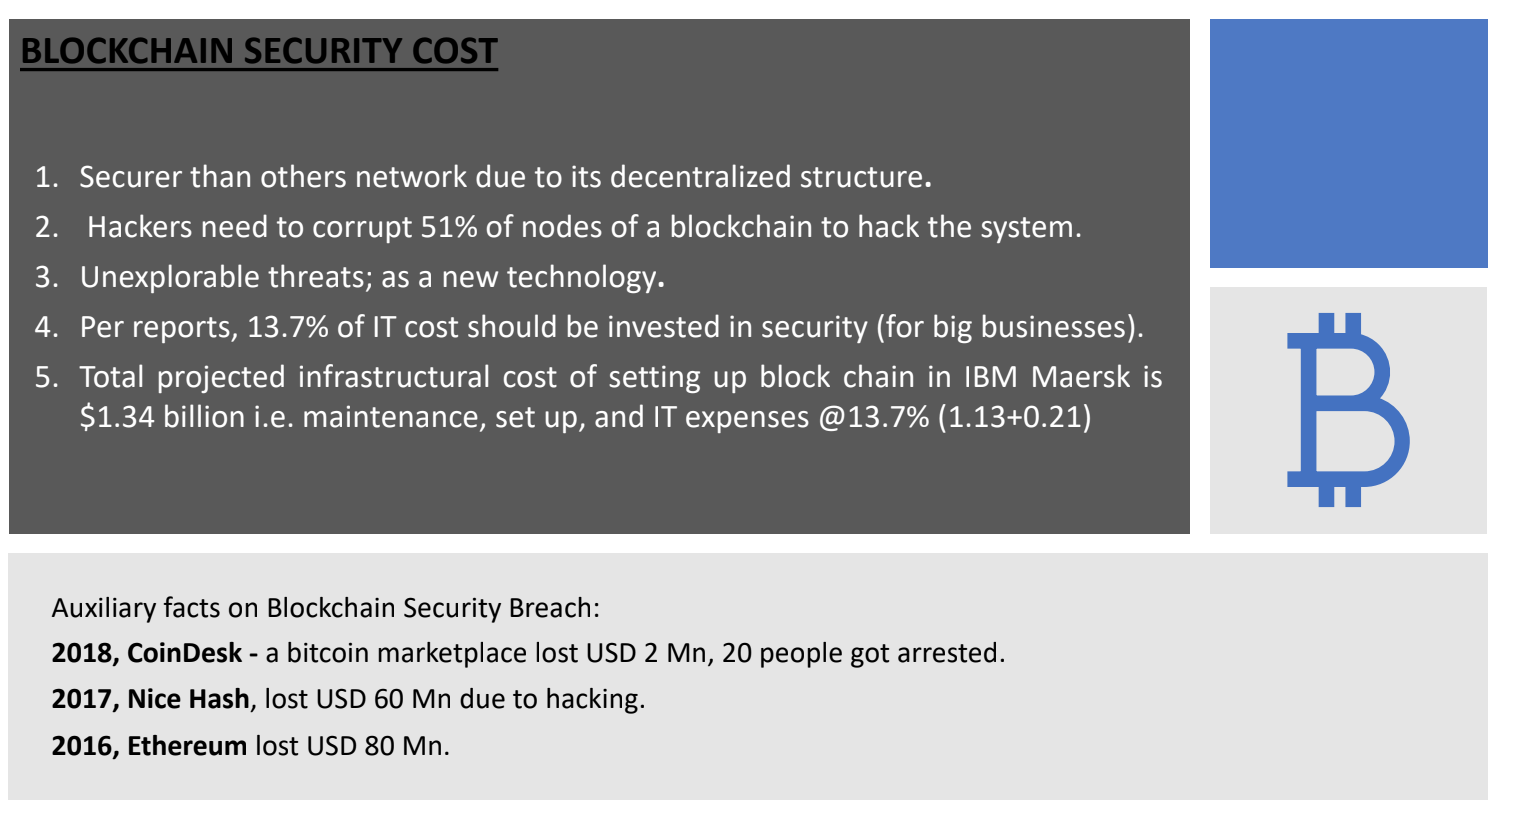 BLOCKCHAIN SECURITY COST
1. Securer than others network due to its decentralized structure.
2. Hackers need to corrupt 51% of nodes of a blockchain to hack the system.
3. Unexplorable threats; as a new technology.
4. Per reports, 13.7% of IT cost should be invested in security (for big businesses).
5. Total projected infrastructural cost of setting up block chain in IBM Maersk is
$1.34 billion i.e. maintenance, set up, and IT expenses @13.7% (1.13+0.21)
Auxiliary facts on Blockchain Security Breach:
2018, CoinDesk - a bitcoin marketplace lost USD 2 Mn, 20 people got arrested.
2017, Nice Hash, lost USD 60 Mn due to hacking.
2016, Ethereum lost USD 80 Mn.